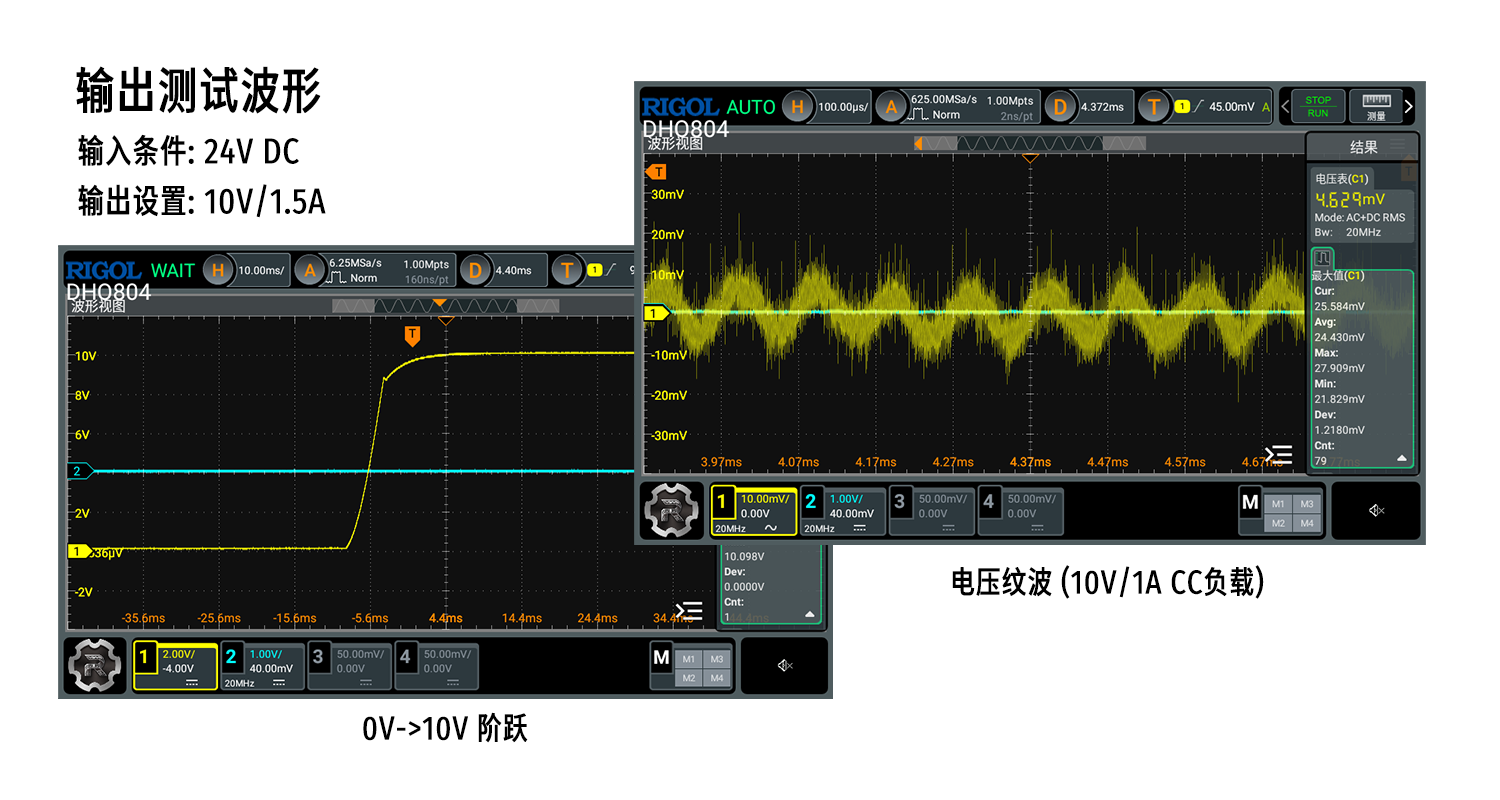 输出测试波形
输入条件: 24V DC
输出设置: 10V/1.5A
RIGOL AUTO H 100.00μs/ A 625.00MSa/s 1.00Mpts D 4.372ms T 1 45.00mV A STOP
Norm 2ns/pt RUN 测量
DHO804
波形视图 结果
T
30mV
20mV
10mV
1
-10mV
-20mV
-30mV
3.97ms 4.07ms 4.17ms 4.27ms 4.37ms 4.47ms 4.57ms
电压表(C1)
4.629mV
Mode: AC+DC RMS
Bw: 20MHz
最大值(C1)
Cur:
25.584mV
Avg:
24.430mV
Max:
27.909mV
Min:
21.829mV
Dev:
1.2180mV
Cnt:
79
1 10.00mV/ 2 1.00V/ 3 50.00mV/ 4 50.00mV/ M M1 M3
0.00V 40.00mV 0.00V 0.00V M2 M4
20MHz 20MHz
电压纹波 (10V/1A CC负载)
RIGOL WAIT H 10.00ms/ A 6.25MSa/s 1.00Mpts D 4.40ms T 1
Norm 160ns/pt
DHO804
波形视图
T
10V
8V
6V
2
2V
1
-2V
-35.6ms -25.6ms -15.6ms -5.6ms 4.4ms 14.4ms 24.4ms
10.098V
Dev:
0.0000V
Cnt:
1
1 2.00V/ 2 1.00V/ 3 50.00mV/ 4 50.00mV/ M M1 M3
-4.00V 40.00mV 0.00V 0.00V M2 M4
20MHz
0V->10V 阶跃